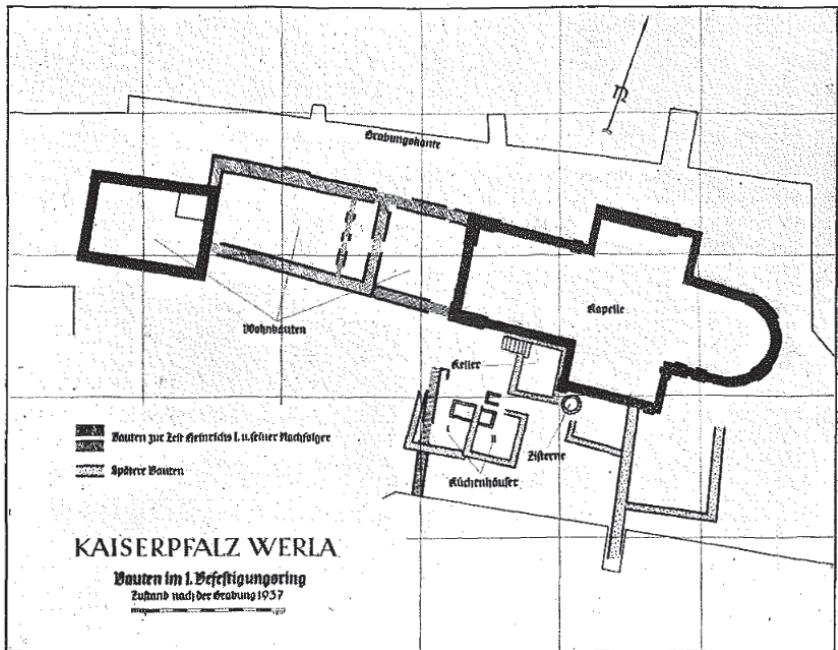 N
Grabungskante
Kapelle
Wohnbauten
Keller
I
II
Zisterne
Küchenhäuser
Bauten zur Zeit Heinrichs I. u. seiner Nachfolger
Spätere Bauten
KAISERPFALZ WERLA
Bauten im 1. Befestigungsring
Zustand nach der Grabung 1937